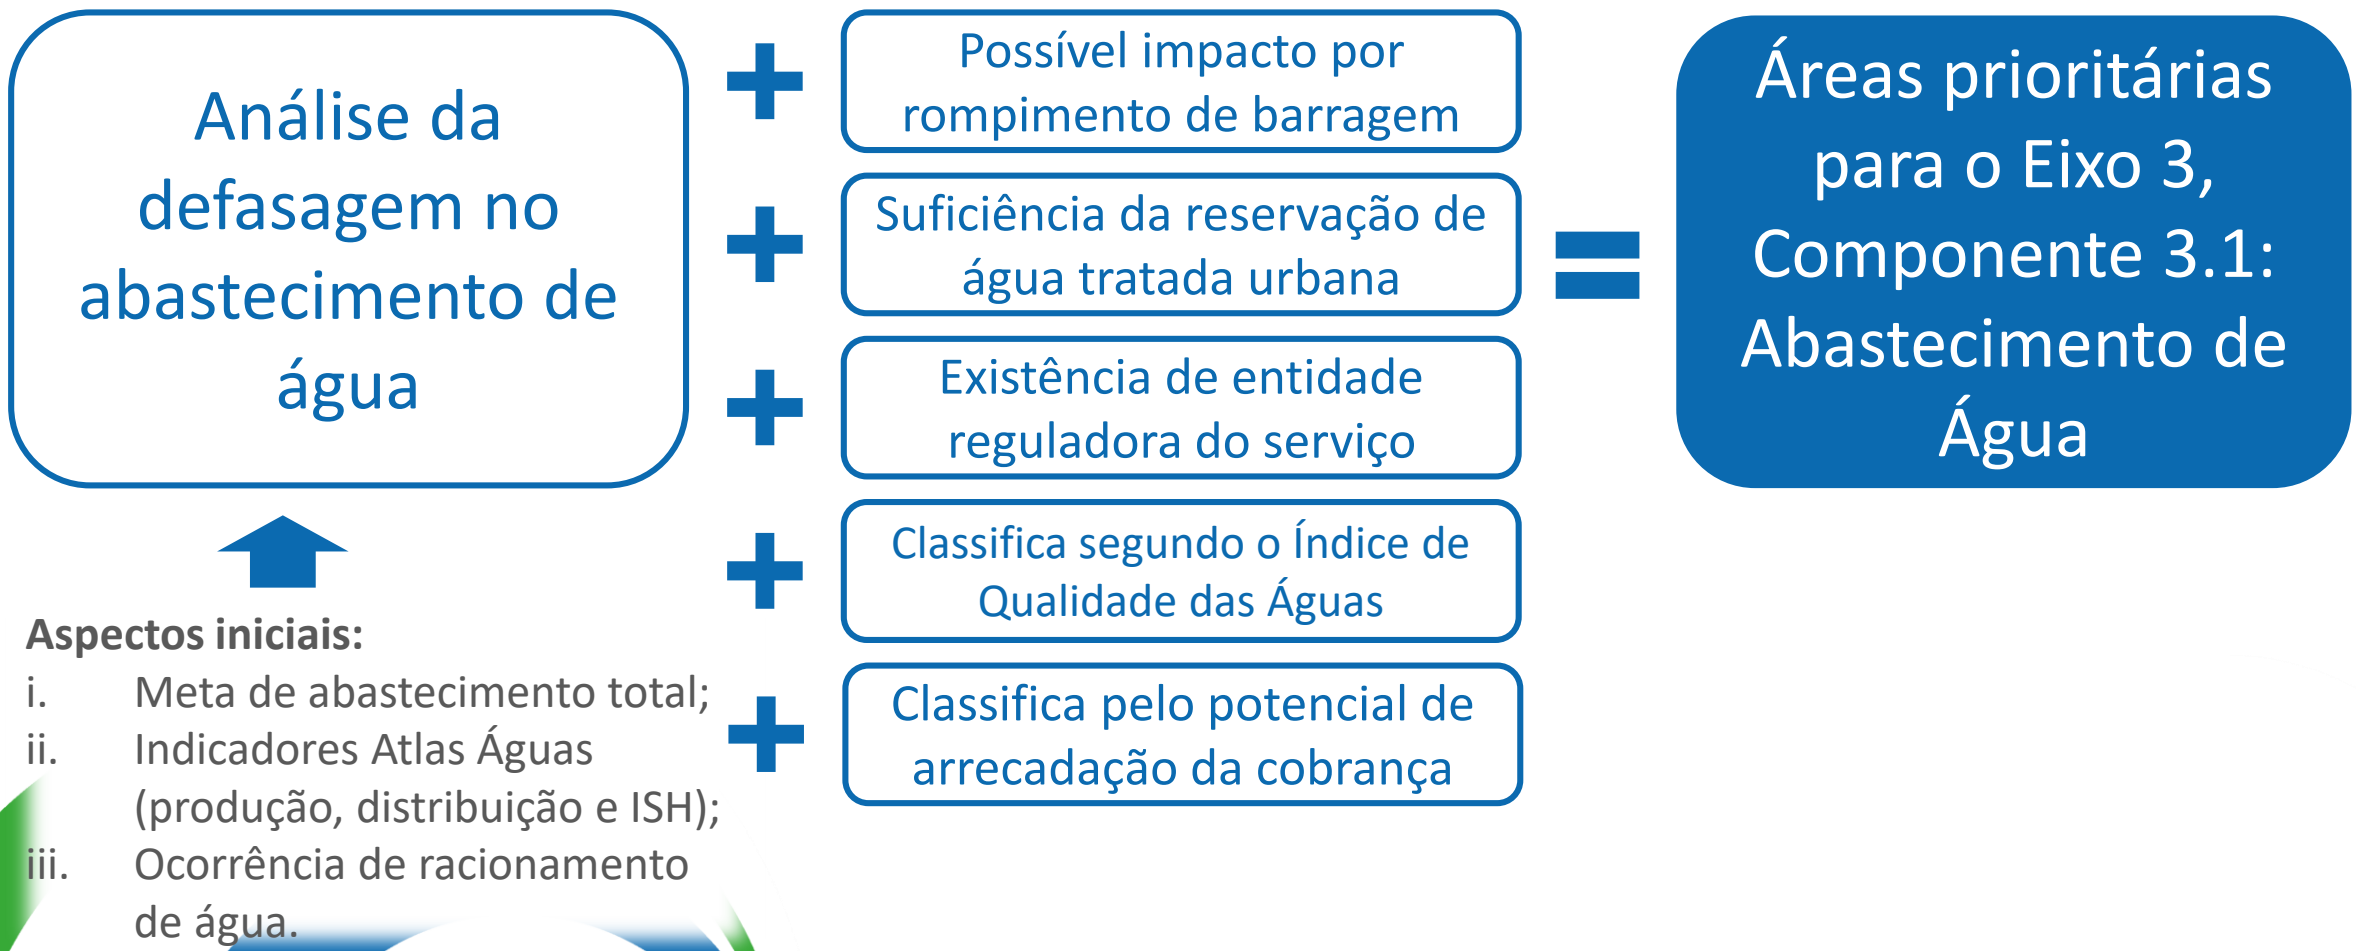 Análise da
defasagem no
abastecimento de
água
Aspectos iniciais:
i. Meta de abastecimento total;
ii. Indicadores Atlas Águas
(produção, distribuição e ISH);
iii. Ocorrência de racionamento
de água.
+
Possível impacto por
rompimento de barragem
+
Suficiência da reservação de
água tratada urbana
+
Existência de entidade
reguladora do serviço
+
Classifica segundo o Índice de
Qualidade das Águas
+
Classifica pelo potencial de
arrecadação da cobrança
=
Áreas prioritárias
para o Eixo 3,
Componente 3.1:
Abastecimento de
Água